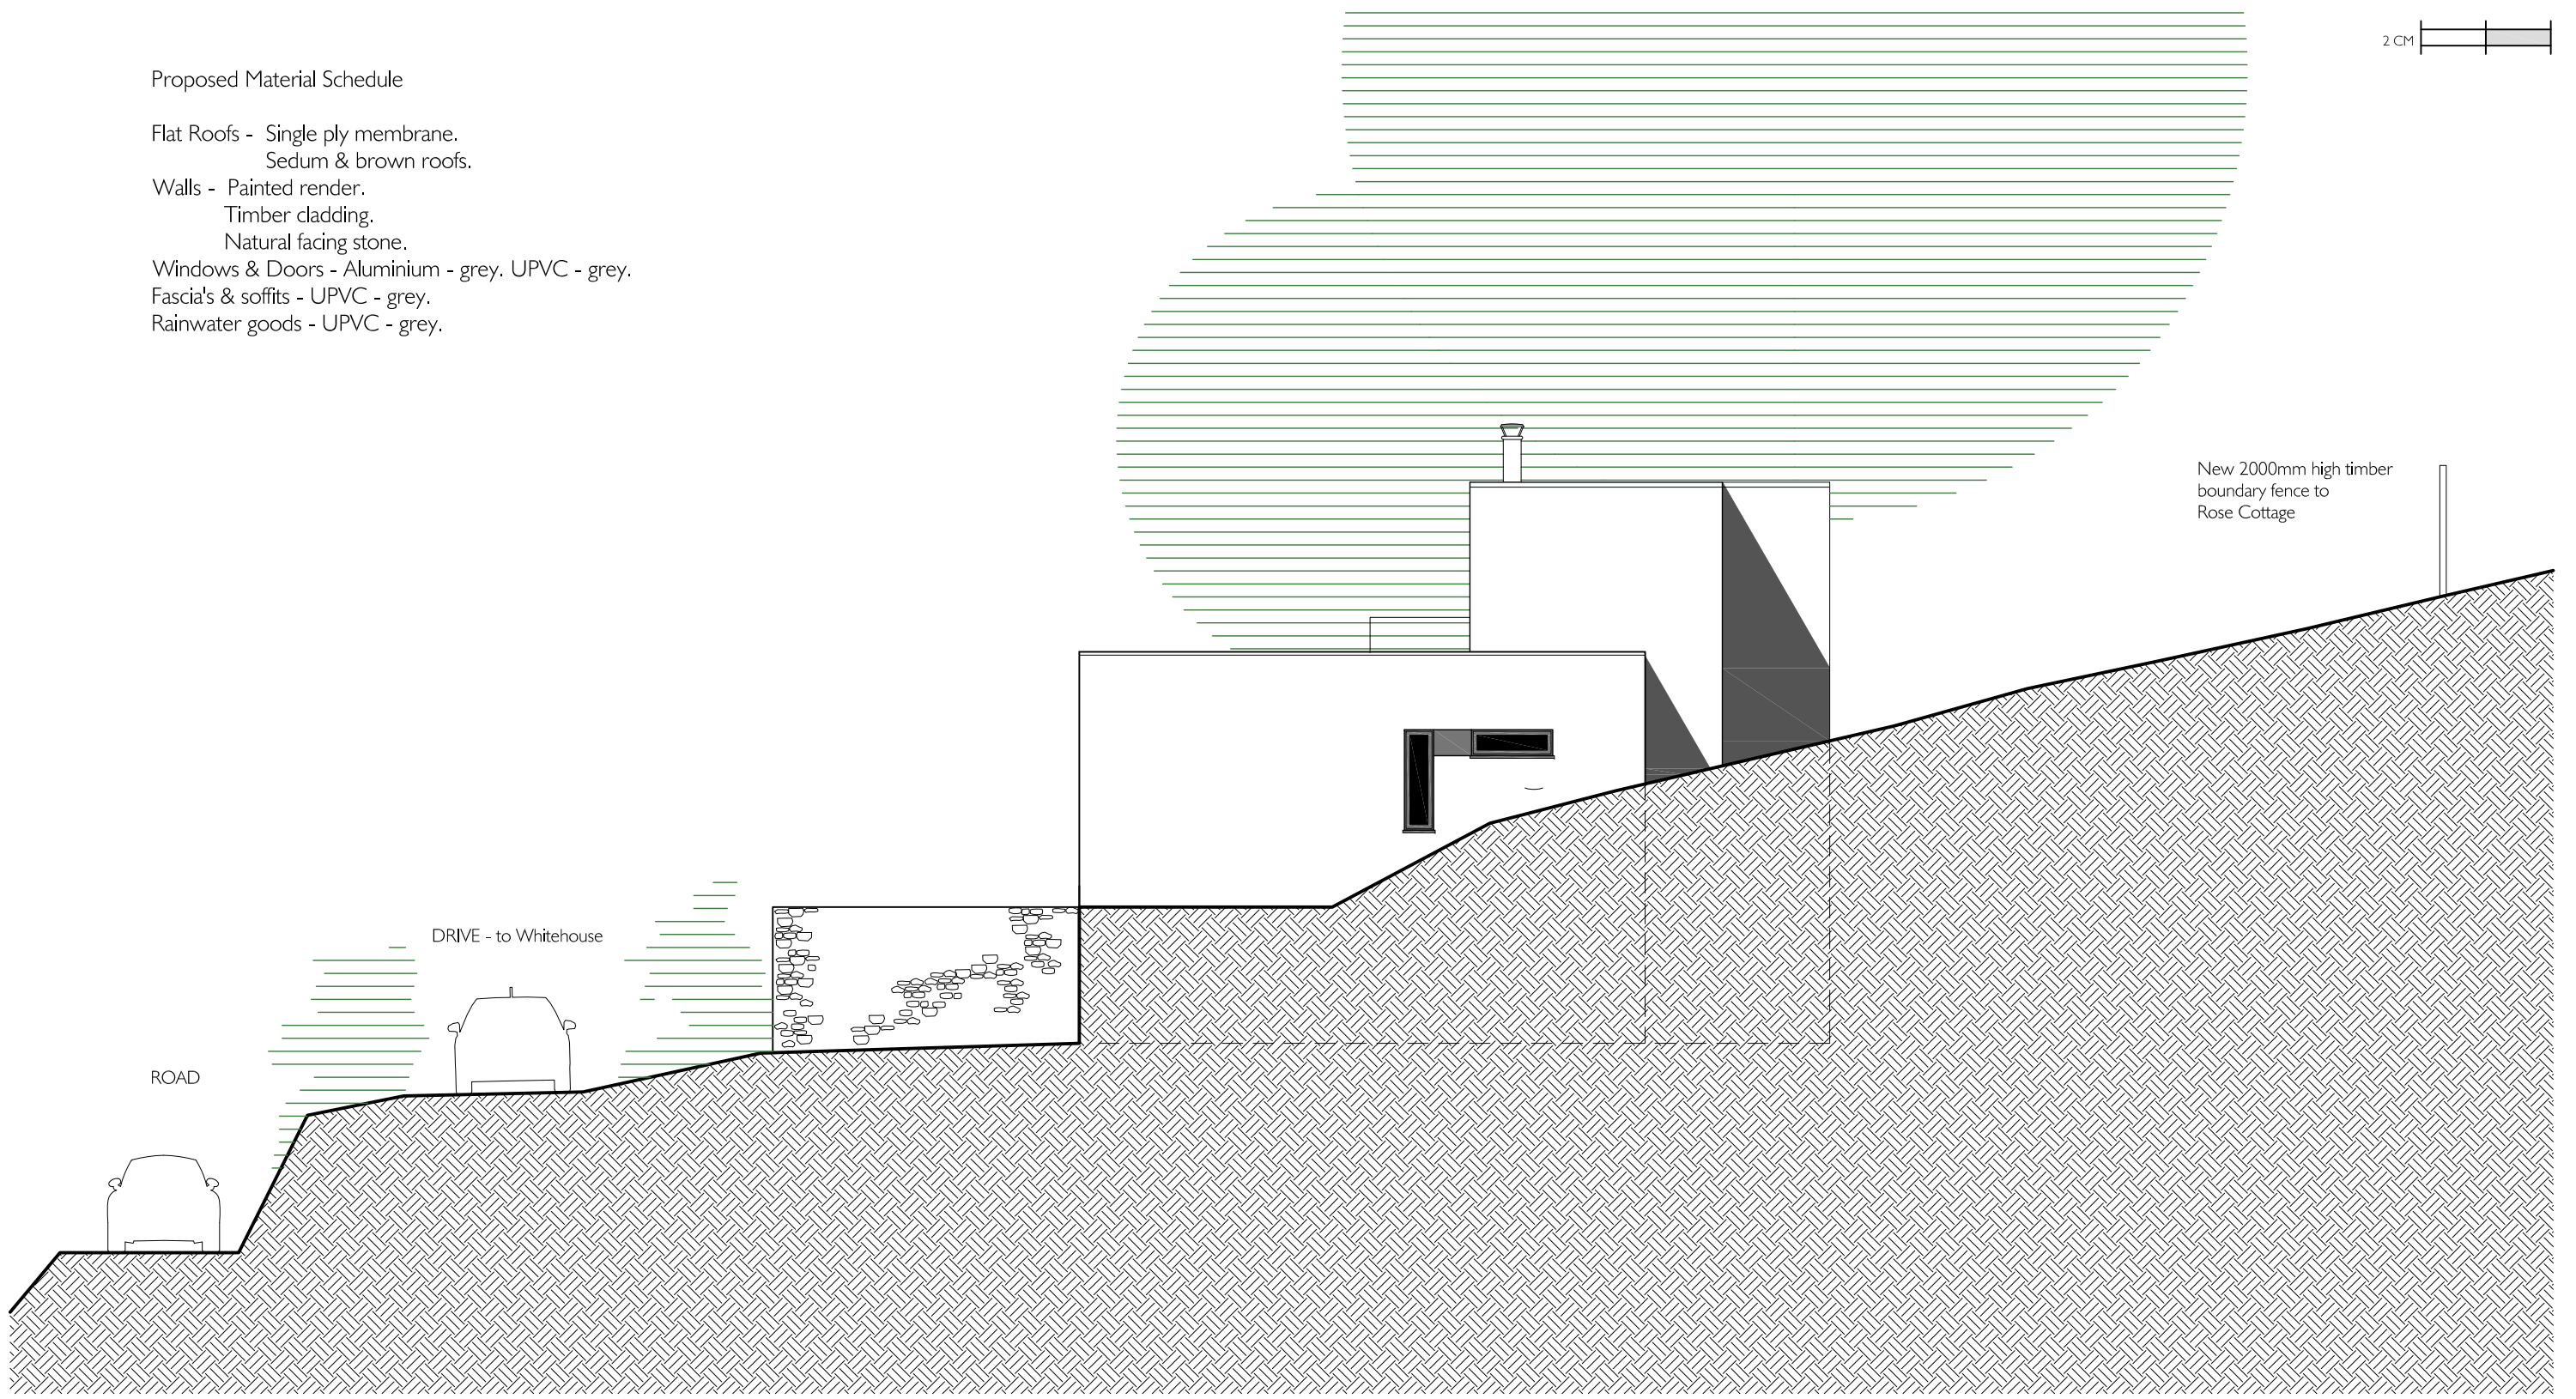 2 CM
Proposed Material Schedule
Flat Roofs - Single ply membrane.
Sedum & brown roofs.
Walls - Painted render.
Timber cladding.
Natural facing stone.
Windows & Doors - Aluminium - grey. UPVC - grey.
Fascia's & soffits - UPVC - grey.
Rainwater goods - UPVC - grey.
New 2000mm high timber
boundary fence to
Rose Cottage
DRIVE - to Whitehouse
ROAD